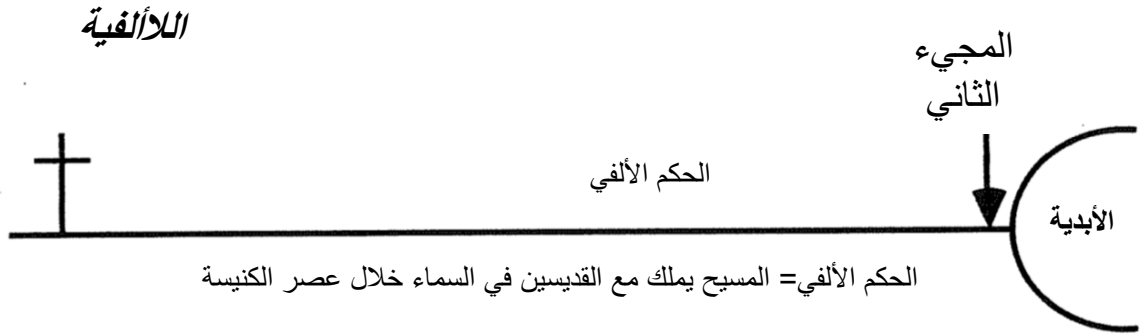 اللاألفية
المجيء
الثاني
الحكم الألفي
الأبدية
الحكم الألفي= المسيح يملك مع القديسين في السماء خلال عصر الكنيسة